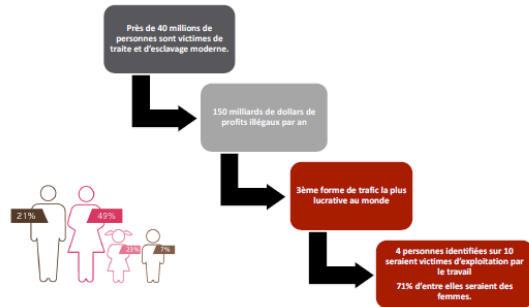 Près de 40 millions de
personnes sont victimes de
traite et d'esclavage moderne.
150 milliards de dollars de
profits illégaux par an
3ème forme de trafic la plus
lucrative au monde
4 personnes identifiées sur 10
seraient victimes d'exploitation par
le travail
71% d'entre elles seraient des
femmes.
21%
49%
23%
7%